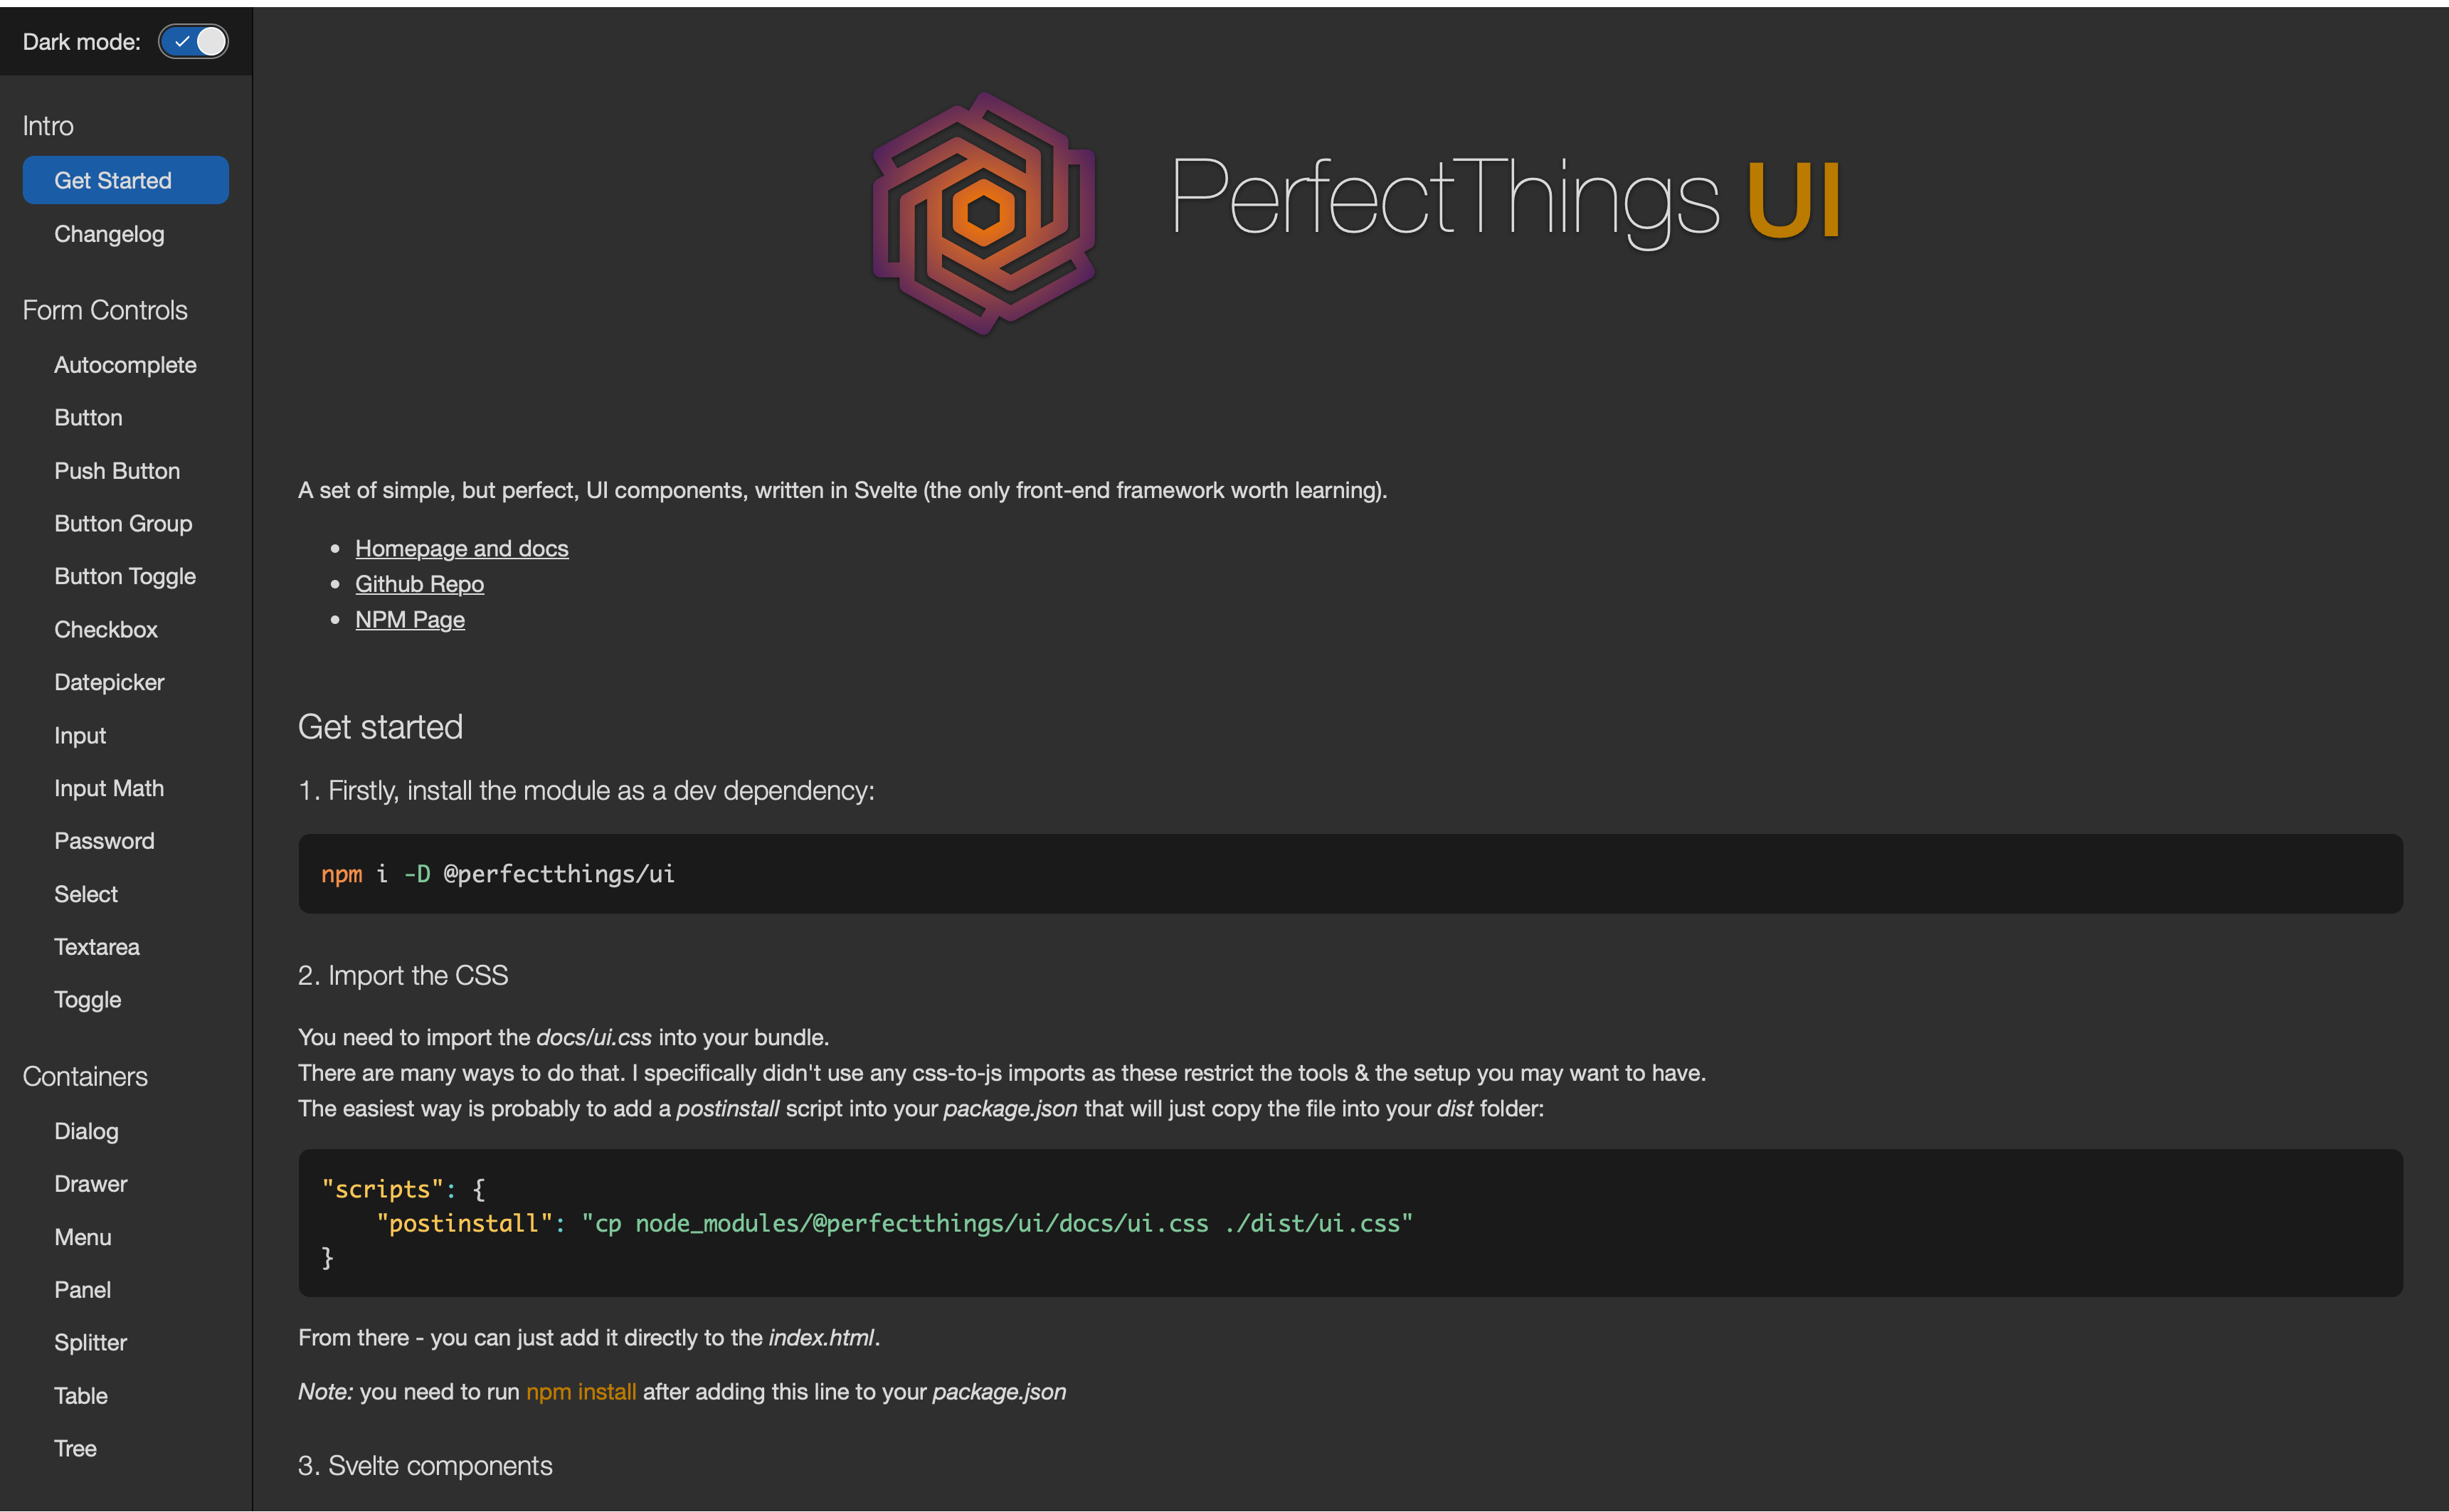 Dark mode:
Intro
Get Started
Changelog
Form Controls
Autocomplete
Button
Push Button
Button Group
Button Toggle
Checkbox
Datepicker
Input
Input Math
Password
Select
Textarea
Toggle
Containers
Dialog
Drawer
Menu
Panel
Splitter
Table
Tree
PerfectThings UI
A set of simple, but perfect, UI components, written in Svelte (the only front-end framework worth learning).
Homepage and docs
Github Repo
NPM Page
Get started
1. Firstly, install the module as a dev dependency:
npm i -D @perfectthings/ui
2. Import the CSS
You need to import the docs/ui.css into your bundle.
There are many ways to do that. I specifically didn't use any css-to-js imports as these restrict the tools & the setup you may want to have.
The easiest way is probably to add a postinstall script into your package.json that will just copy the file into your dist folder:
"scripts": {
    "postinstall": "cp node_modules/@perfectthings/ui/docs/ui.css ./dist/ui.css"
}
From there - you can just add it directly to the index.html.
Note: you need to run npm install after adding this line to your package.json
3. Svelte components